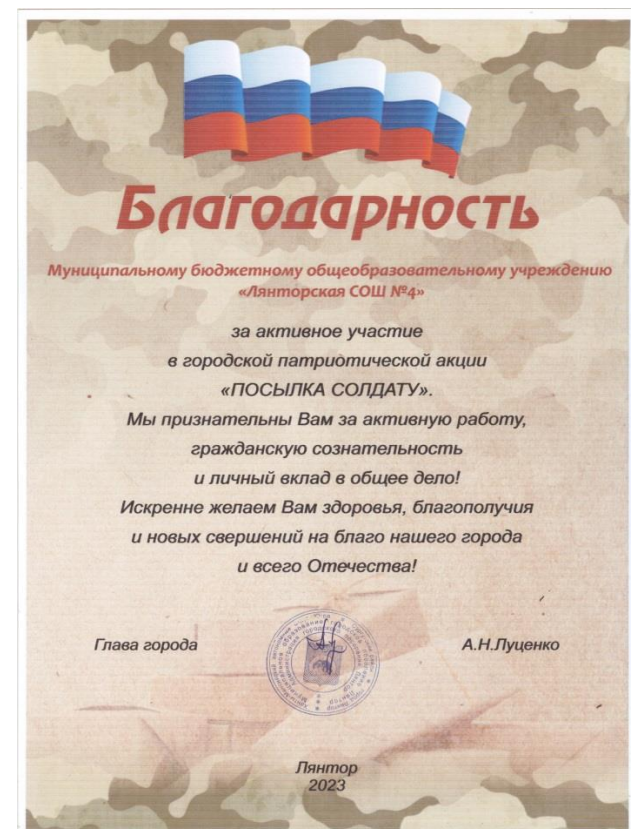 Благодарность
Муниципальному бюджетному общеобразовательному учреждению
«Лянторская СОШ №4»
за активное участие
в городской патриотической акции
«ПОСЫЛКА СОЛДАТУ».
Мы признательны Вам за активную работу,
гражданскую сознательность
и личный вклад в общее дело!
Искренне желаем Вам здоровья, благополучия
и новых свершений на благо нашего города
и всего Отечества!
Глава города
А.Н.Луценко
Лянтор
2023